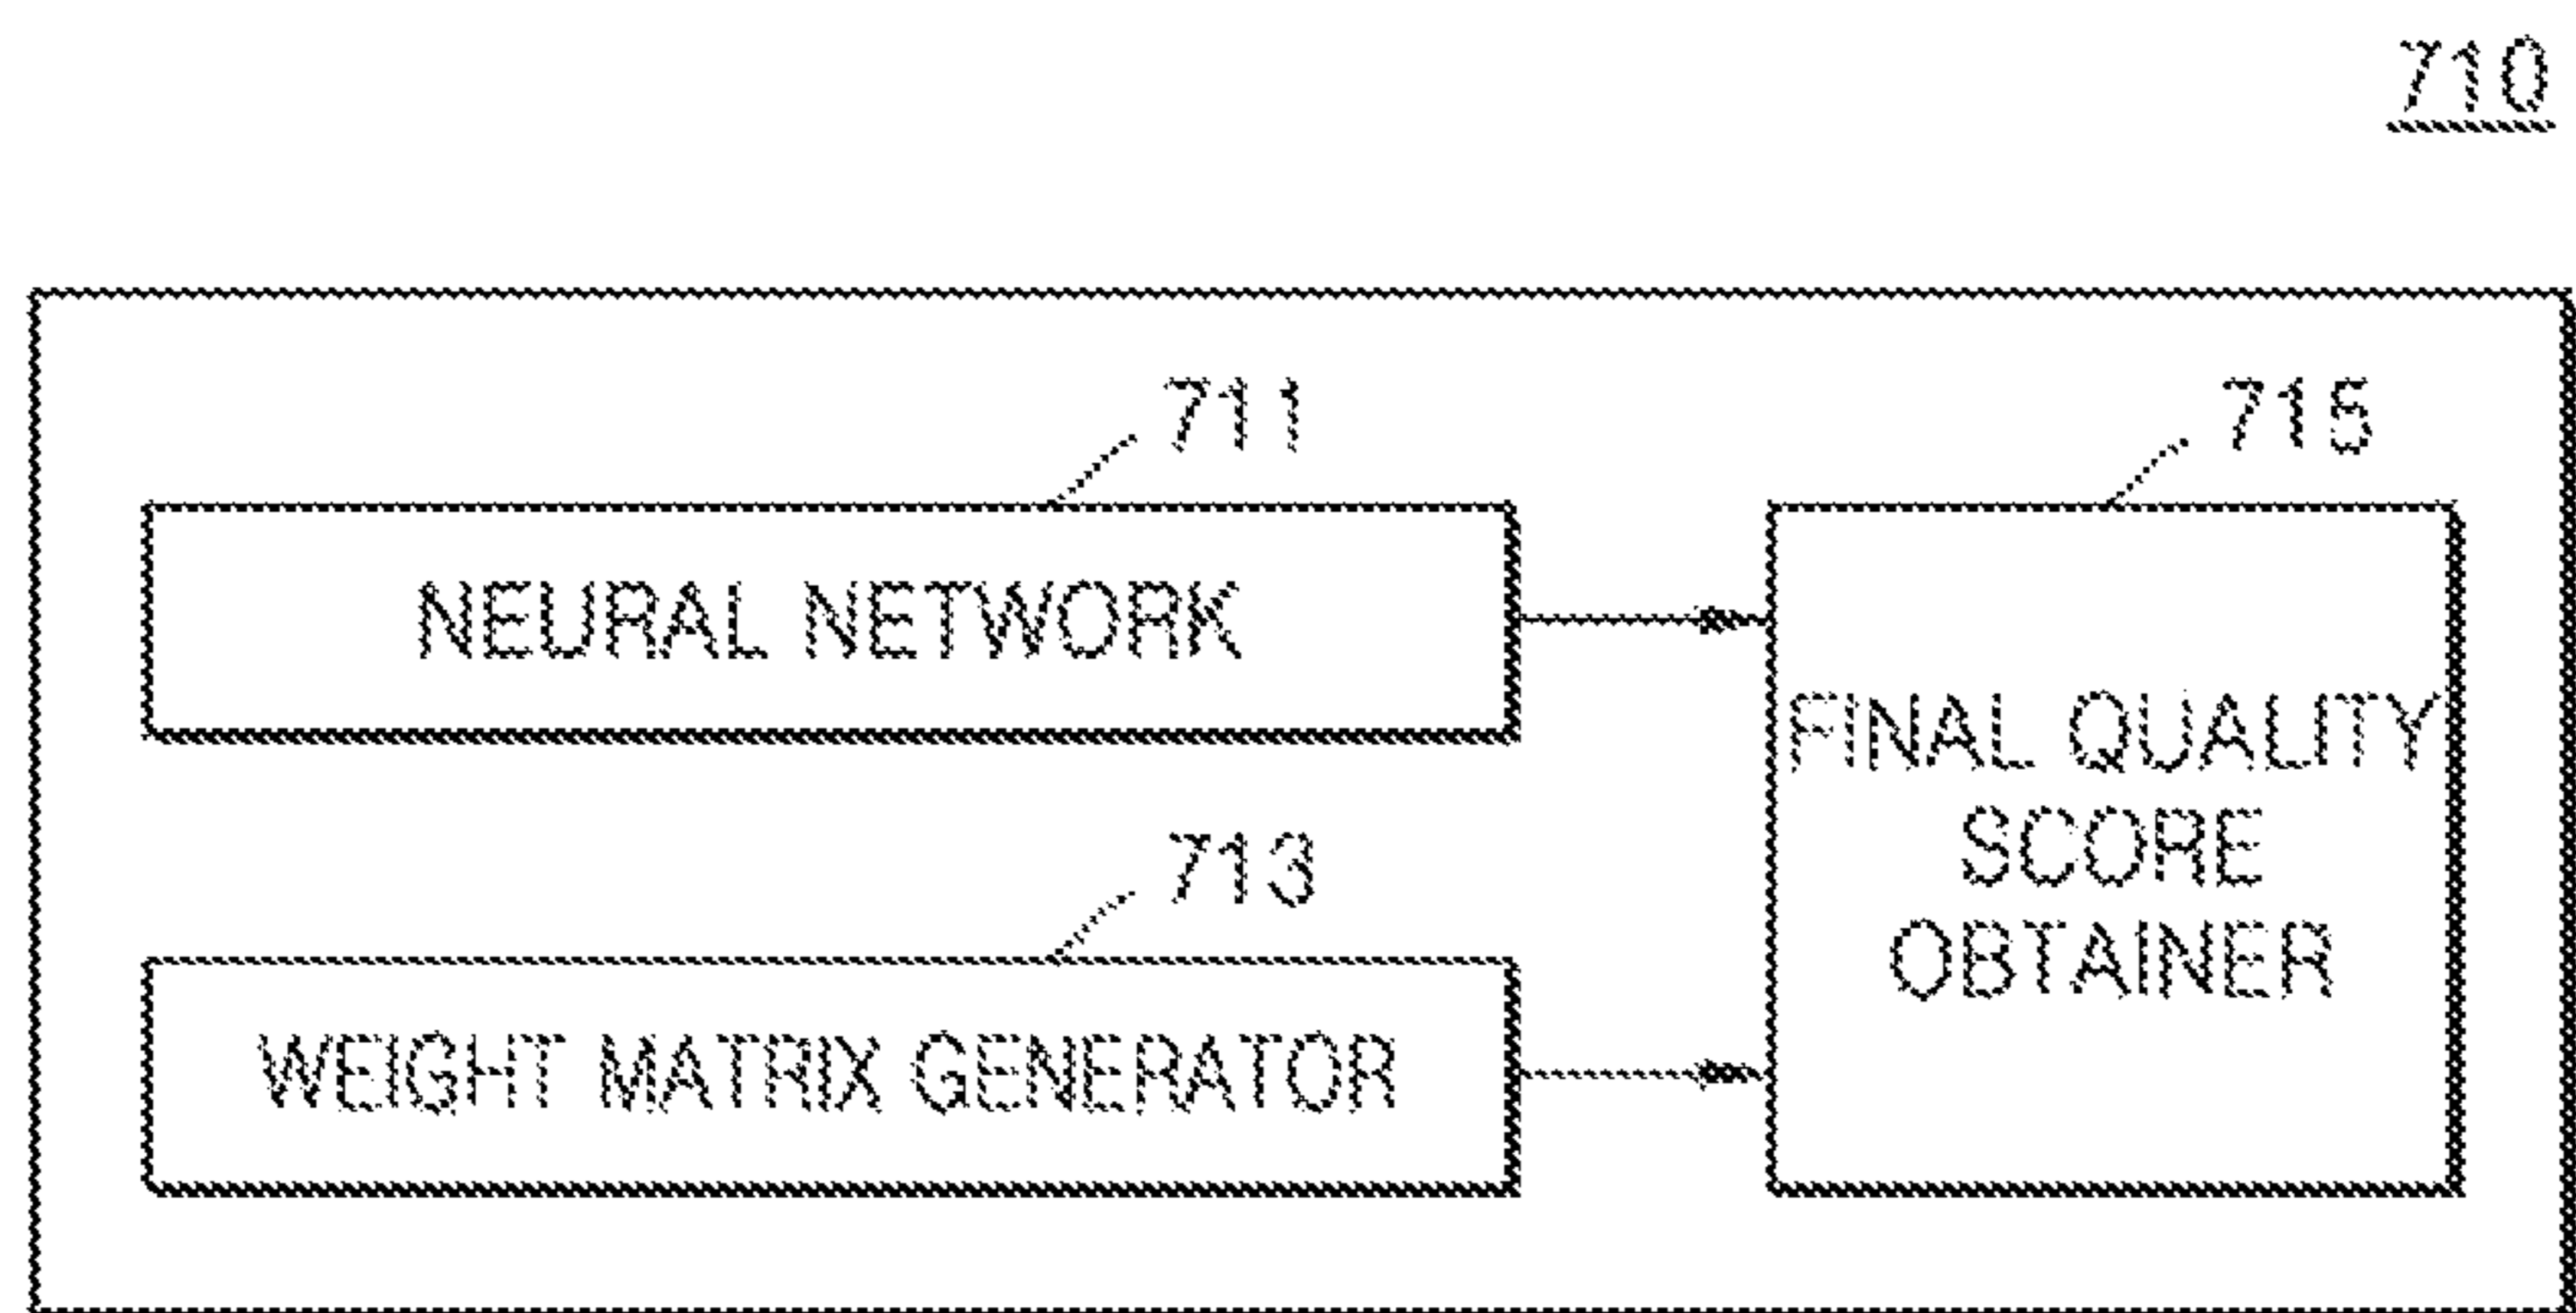 710
711
715
NEURAL NETWORK
FINAL QUALITY
SCORE
OBTAINER
713
WEIGHT MATRIX GENERATOR